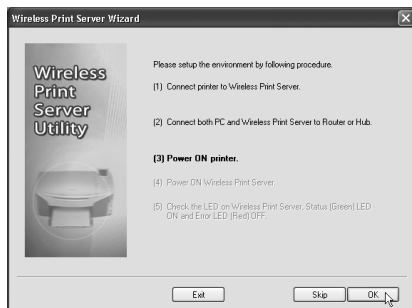 Wireless Print Server Wizard
Wireless
Print
Server
Utility
Please setup the environment by following procedure.
(1) Connect printer to Wireless Print Server.
(2) Connect both PC and Wireless Print Server to Router or Hub.
(3) Power ON printer.
(4) Power ON Wireless Print Server.
(5) Check the LED on Wireless Print Server, Status (Green) LED
ON and Error LED (Red) OFF.
Exit
Skip
OK